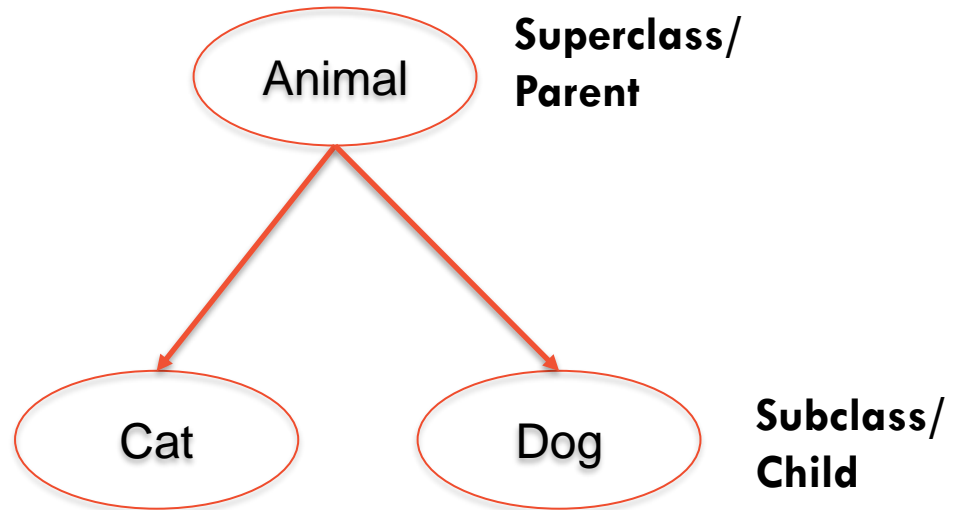 Animal
Superclass/
Parent
Cat
Dog
Subclass/
Child